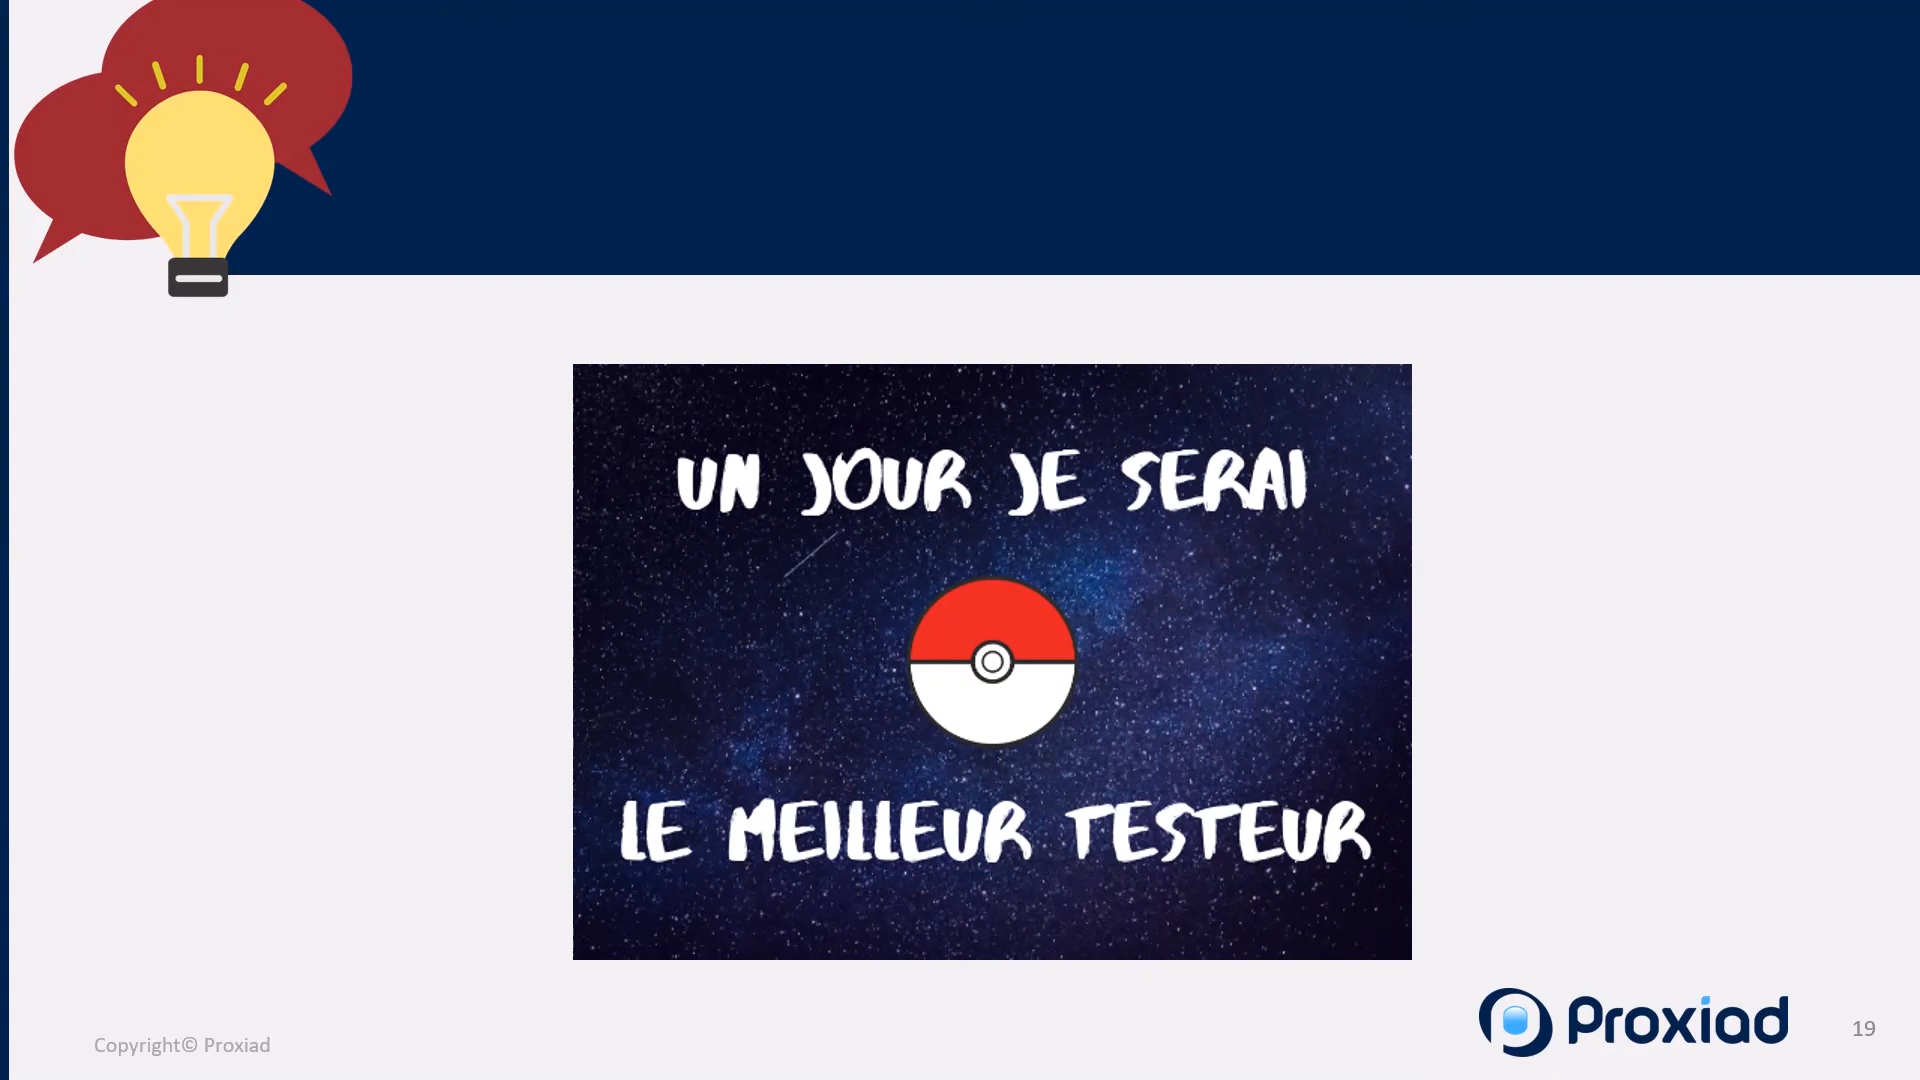 UN JOUR JE SERAI
LE MEILLEUR TESTEUR
Copyright© Proxiad
Proxiad
19